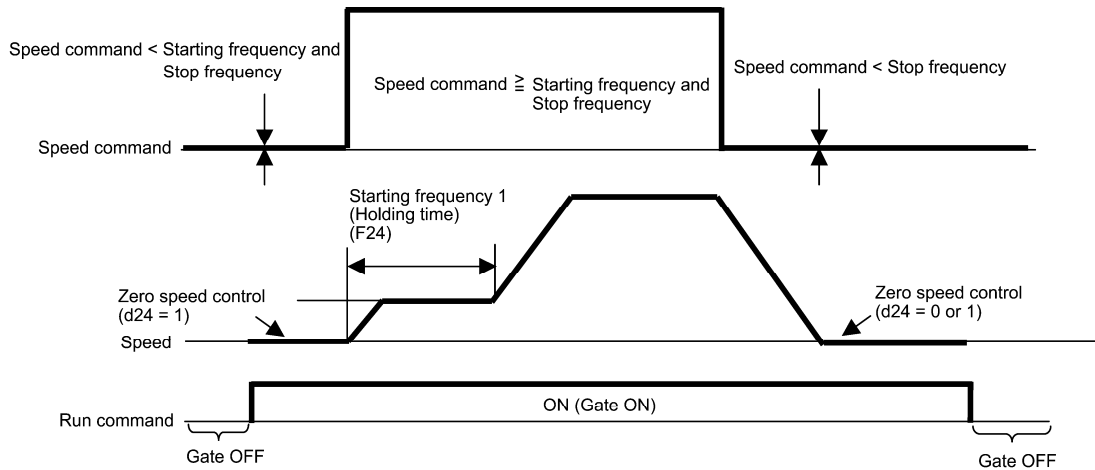 Speed command < Starting frequency and
Stop frequency
Speed command ≧ Starting frequency and
Stop frequency
Speed command < Stop frequency
Speed command
Starting frequency 1
(Holding time)
(F24)
Zero speed control
(d24 = 1)
Zero speed control
(d24 = 0 or 1)
Speed
ON (Gate ON)
Run command
Gate OFF
Gate OFF